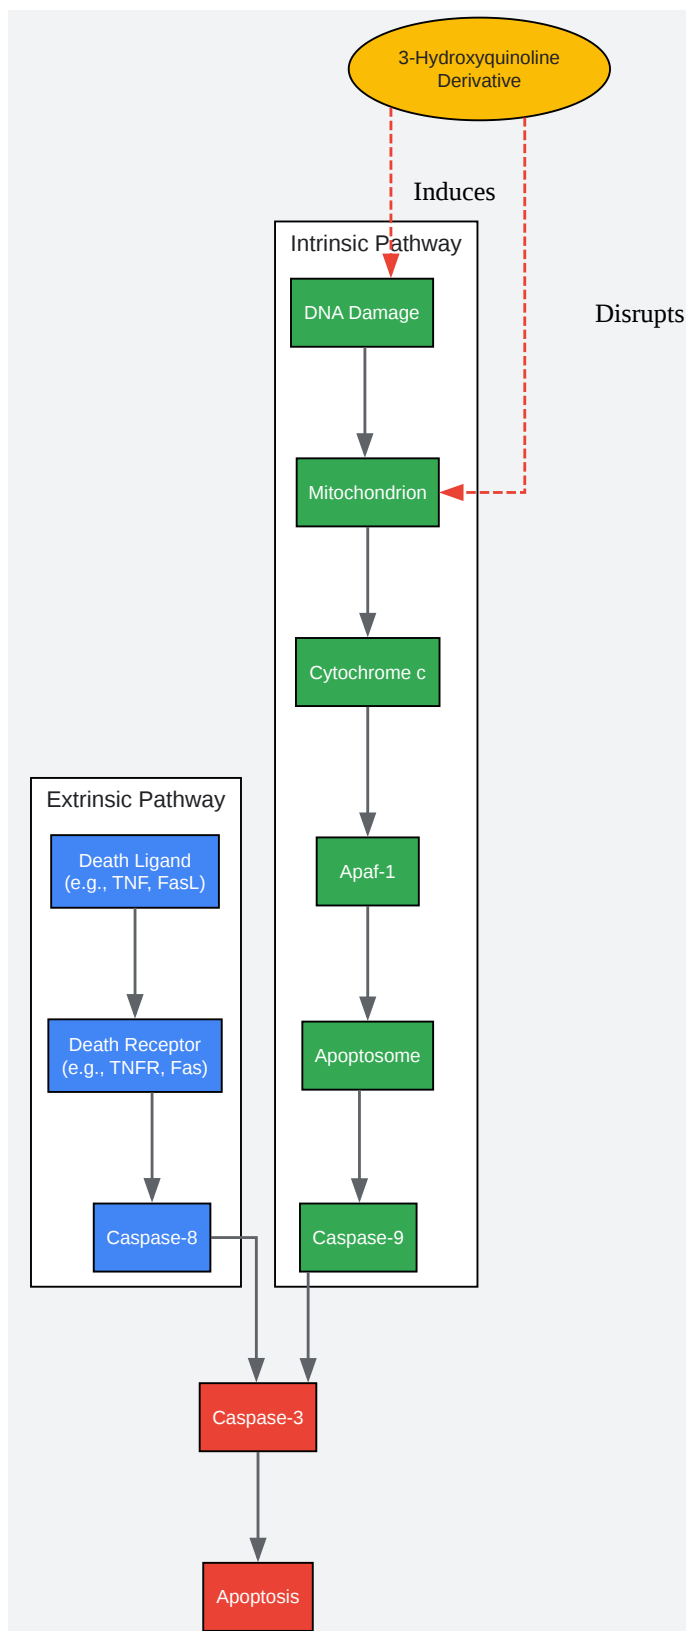 3-Hydroxyquinoline
Derivative
Induces
Intrinsic Pathway
DNA Damage
Disrupts
Mitochondrion
Cytochrome c
Extrinsic Pathway
Death Ligand
(e.g., TNF, FasL)
Apaf-1
Death Receptor
(e.g., TNFR, Fas)
Apoptosome
Caspase-8
Caspase-9
Caspase-3
Apoptosis